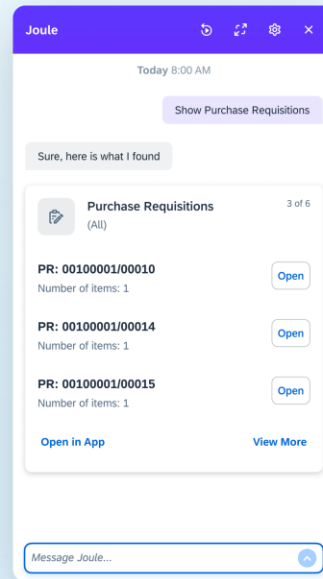 Joule
Today 8:00 AM
Show Purchase Requisitions
Sure, here is what I found
Purchase Requisitions
3 of 6
(All)
PR: 00100001/00010
Open
Number of items: 1
PR: 00100001/00014
Open
Number of items: 1
PR: 00100001/00015
Open
Number of items: 1
Open in App
View More
Message Joule...